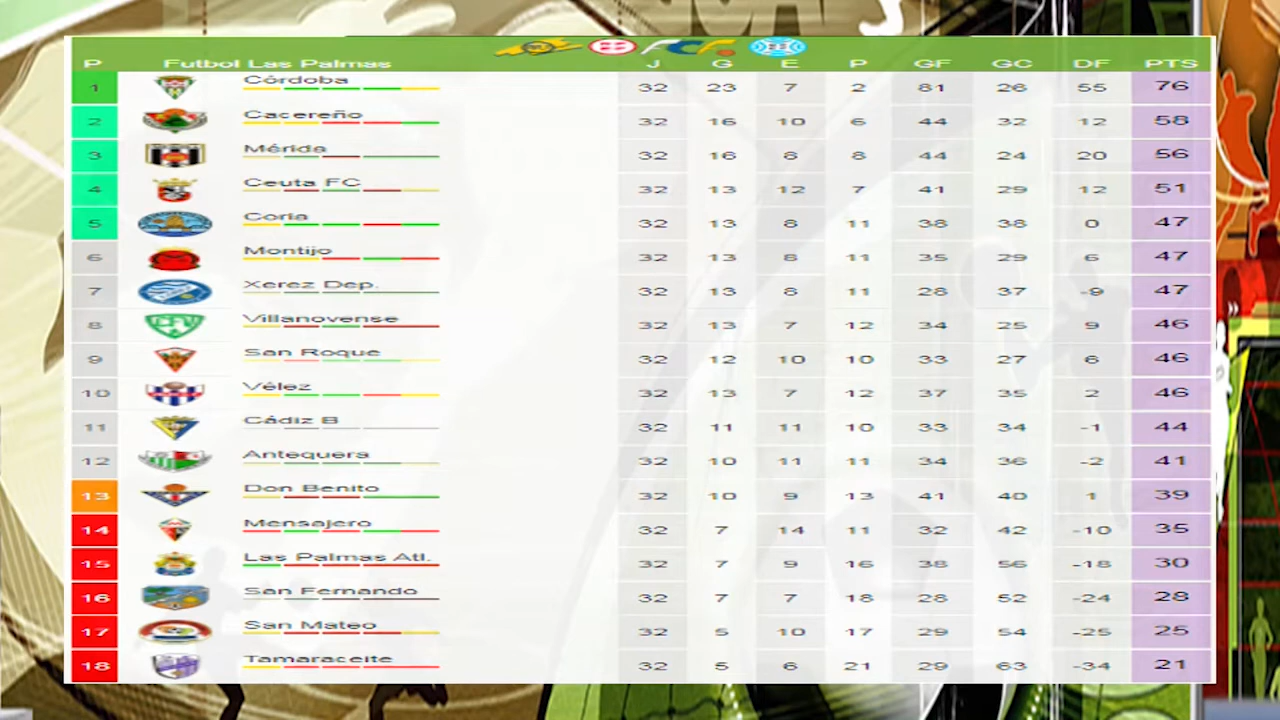 P Futbol Las Palmas FCF J G E P GF GC DF PTS
1 Córdoba 32 23 7 2 81 26 55 76
2 Cacereño 32 16 10 6 44 32 12 58
3 Mérida 32 16 8 8 44 24 20 56
4 Ceuta FC 32 13 12 7 41 29 12 51
5 Coria 32 13 8 11 38 38 0 47
6 Montijo 32 13 8 11 35 29 6 47
7 Xerez Dep. 32 13 8 11 28 37 -9 47
8 Villanovense 32 13 7 12 34 25 9 46
9 San Roque 32 12 10 10 33 27 6 46
10 Vélez 32 13 7 12 37 35 2 46
11 Cádiz B 32 11 11 10 33 34 -1 44
12 Antequera 32 10 11 11 34 36 -2 41
13 Don Benito 32 10 9 13 41 40 1 39
14 Mensajero 32 7 14 11 32 42 -10 35
15 Las Palmas Atl. 32 7 9 16 38 56 -18 30
16 San Fernando 32 7 7 18 28 52 -24 28
17 San Mateo 32 5 10 17 29 54 -25 25
18 Tamaraceite 32 5 6 21 29 63 -34 21